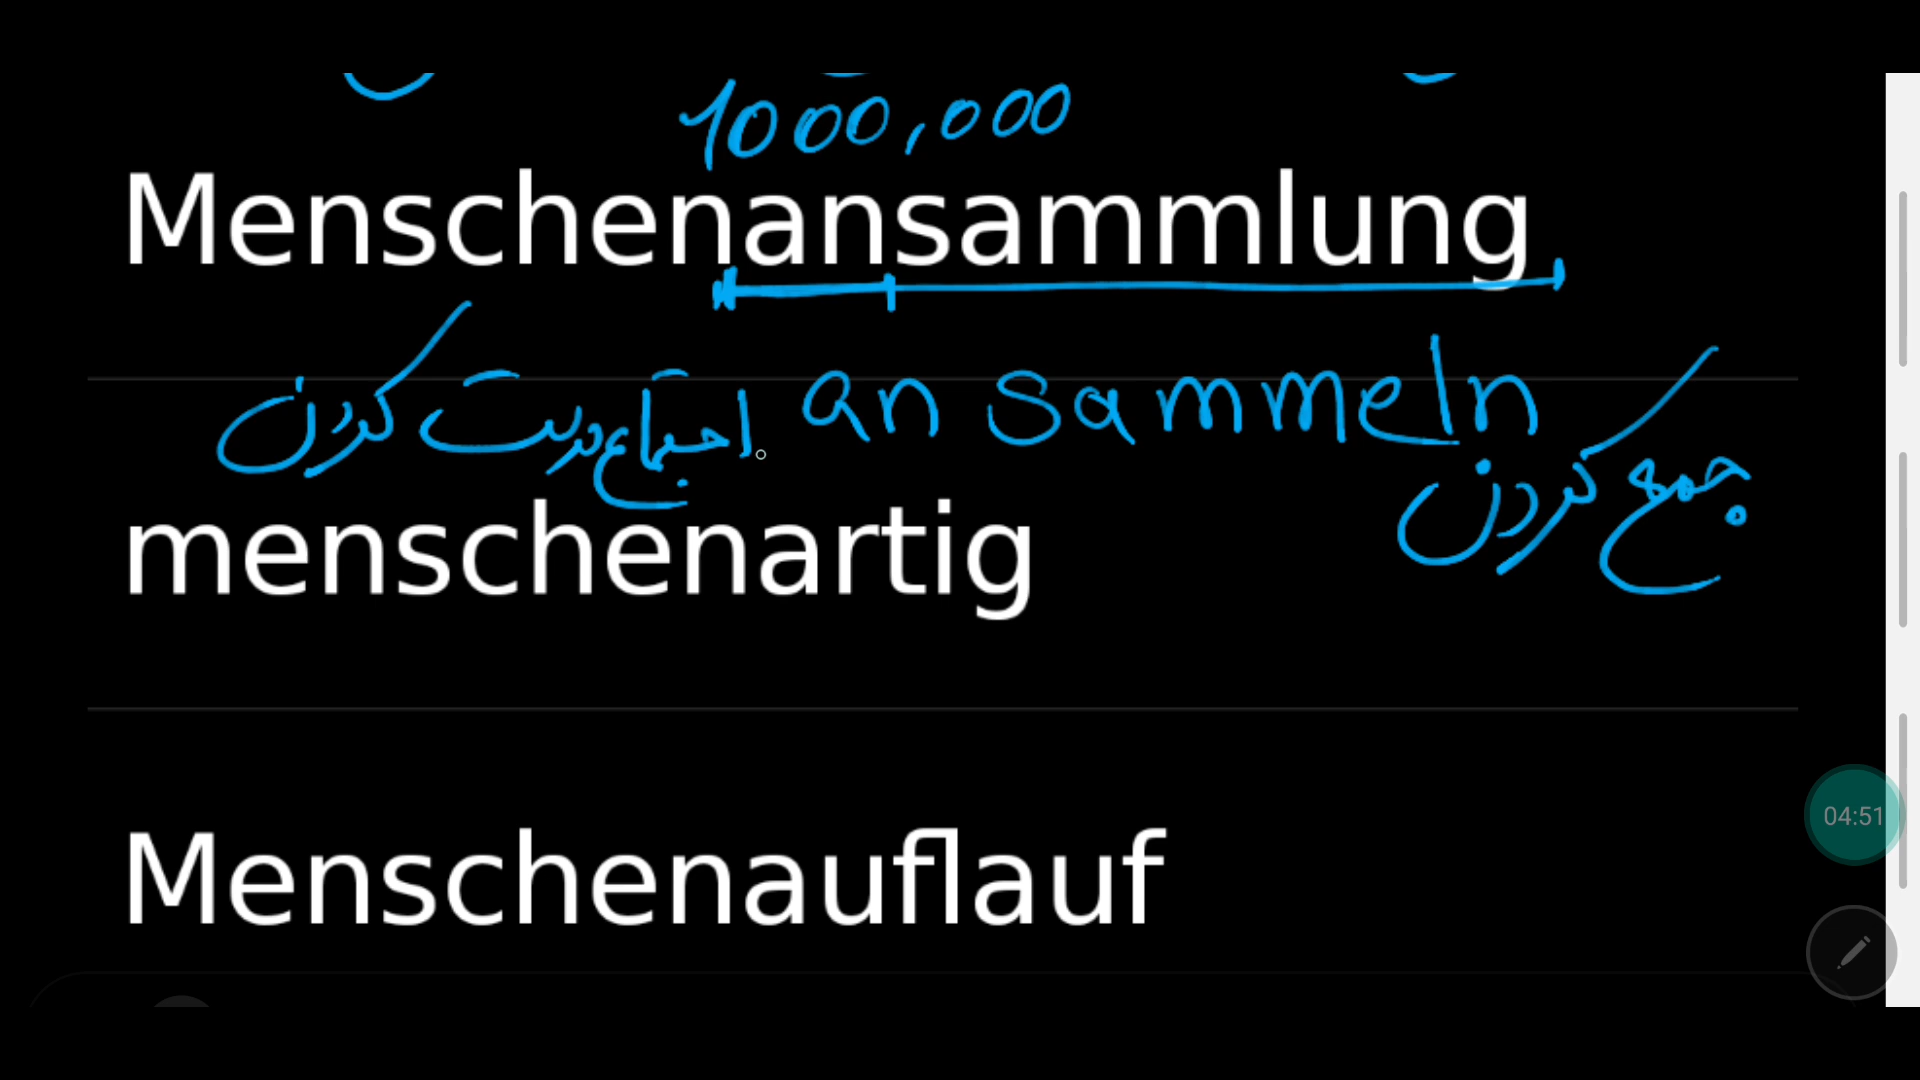 1000,000
Menschenansammlung
an sammeln
اجتماع درست کردن
جمع کردن
menschenartig
Menschenauflauf
04:51